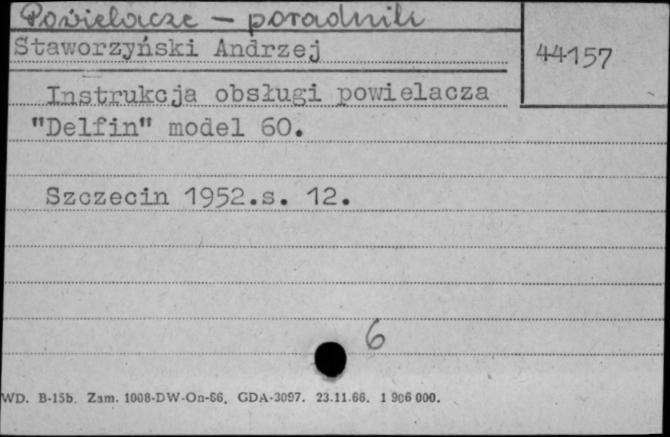 Powielacze - poradniki
Staworzyński Andrzej
44157
Instrukcja obsługi powielacza
"Delfin" model 60.
Szczecin 1952.s. 12.
6
WD. B-15b. Zam. 1008-DW-On-66. GDA-3097. 23.11.66. 1 906 000.